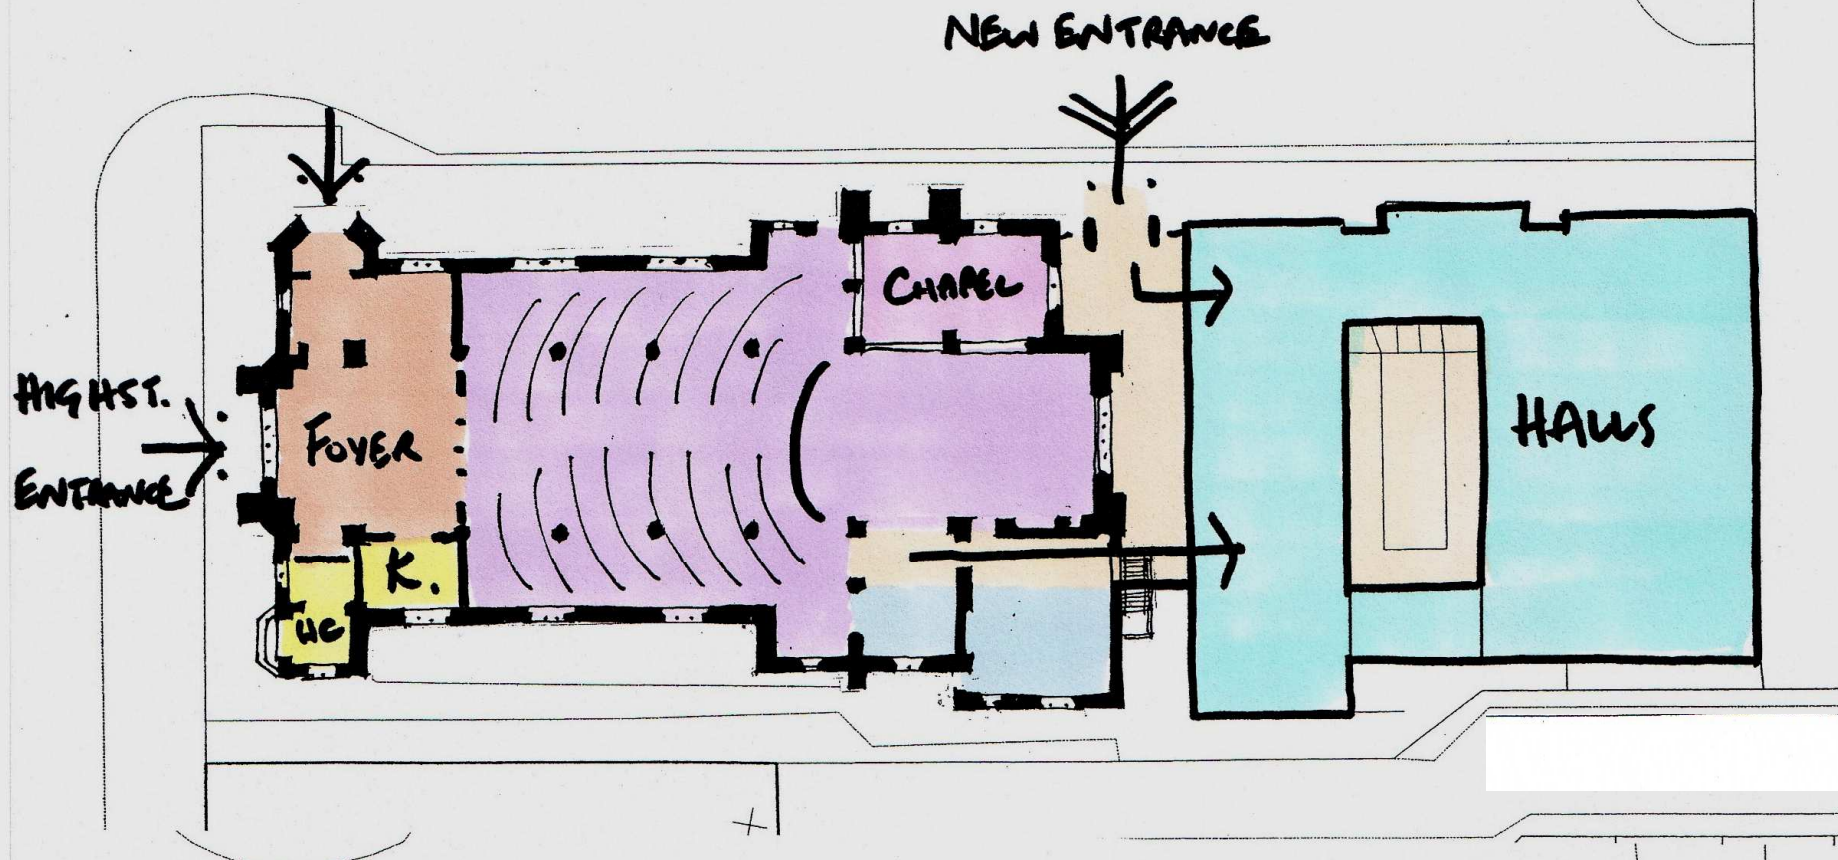 NEW ENTRANCE
CHAPEL
HIGH ST.
ENTRANCE
FOYER
HALLS
K.
WC